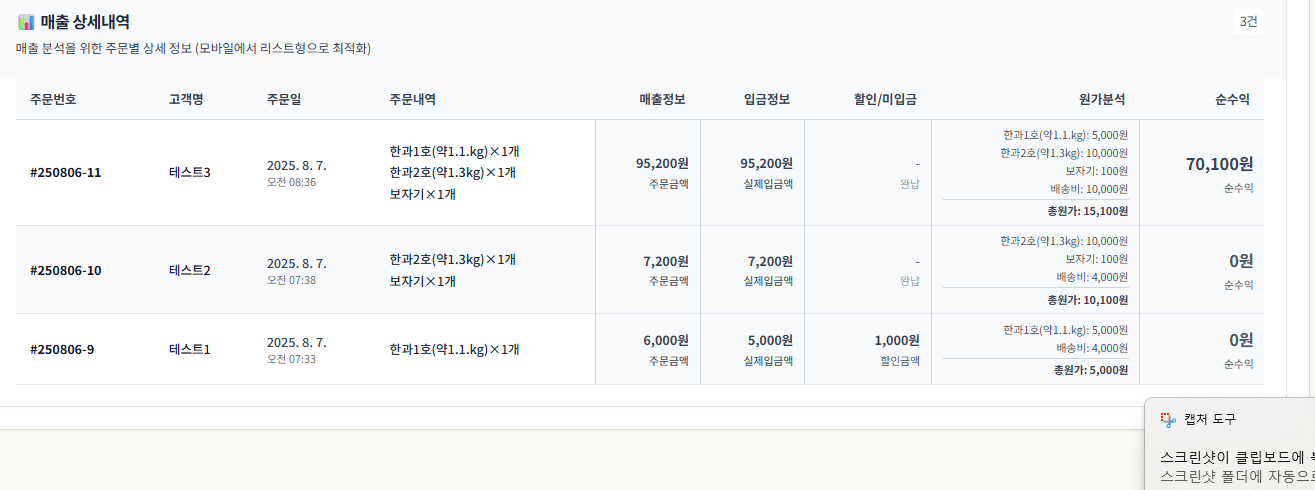 매출 상세내역
3건
매출 분석을 위한 주문별 상세 정보 (모바일에서 리스트형으로 최적화)
주문번호 고객명 주문일 주문내역 매출정보 입금정보 할인/미입금 원가분석 순수익
#250806-11
테스트3
2025. 8. 7.
오전 08:36
한과1호(약1.1.kg)×1개
한과2호(약1.3kg)×1개
보자기×1개
95,200원
주문금액
95,200원
실제입금액
-
완납
한과1호(약1.1.kg): 5,000원
한과2호(약1.3kg): 10,000원
보자기: 100원
배송비: 10,000원
총원가: 15,100원
70,100원
순수익
#250806-10
테스트2
2025. 8. 7.
오전 07:38
한과2호(약1.3kg)×1개
보자기×1개
7,200원
주문금액
7,200원
실제입금액
-
완납
한과2호(약1.3kg): 10,000원
보자기: 100원
배송비: 4,000원
총원가: 10,100원
0원
순수익
#250806-9
테스트1
2025. 8. 7.
오전 07:33
한과1호(약1.1.kg)×1개
6,000원
주문금액
5,000원
실제입금액
1,000원
할인금액
한과1호(약1.1.kg): 5,000원
배송비: 4,000원
총원가: 5,000원
0원
순수익
캡처 도구
스크린샷이 클립보드에
스크린샷 폴더에 자동으로